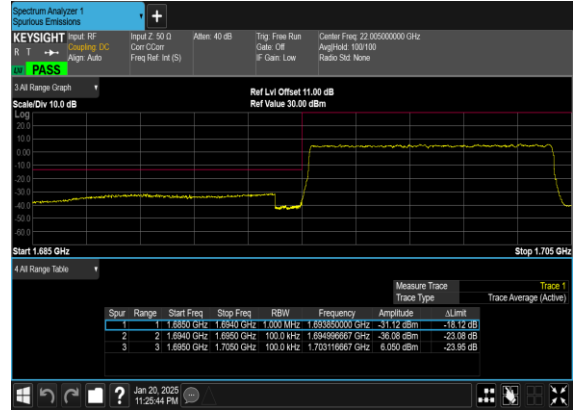 Spectrum Analyzer 1
Spurious Emissions
KEYSIGHT Input: RF Input Z: 50 Ω Atten: 40 dB Trig: Free Run Center Freq: 22.005000000 GHz
R T Coupling: DC Corr CCorr Gate: Off Avg|Hold: 100/100
Align: Auto Freq Ref: Int (S) IF Gain: Low Radio Std: None
PASS
3 All Range Graph
Ref Lvl Offset 11.00 dB
Scale/Div 10.0 dB Ref Value 30.00 dBm
Log
20.0
10.0
0.00
-10.0
-20.0
-30.0
-40.0
-50.0
-60.0
Start 1.685 GHz Stop 1.705 GHz
4 All Range Table
Measure Trace Trace 1
Trace Type Trace Average (Active)
Spur Range Start Freq Stop Freq RBW Frequency Amplitude ΔLimit
1 1 1.6850 GHz 1.6940 GHz 1.000 MHz 1.693850000 GHz -31.12 dBm -18.12 dB
2 2 1.6940 GHz 1.6950 GHz 100.0 kHz 1.694996667 GHz -36.08 dBm -23.08 dB
3 3 1.6950 GHz 1.7050 GHz 100.0 kHz 1.703116667 GHz 6.050 dBm -23.95 dB
? Jan 20, 2025
11:25:44 PM